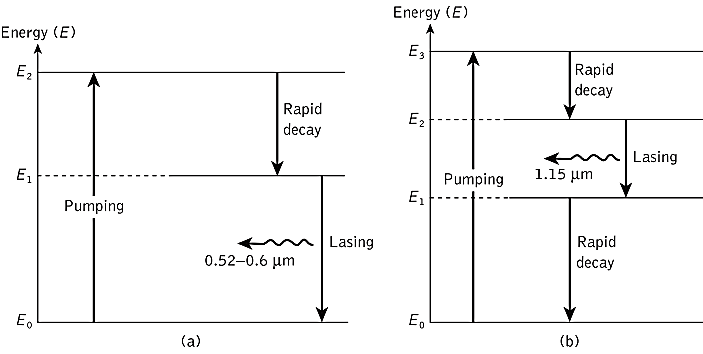 Energy (E)
E₂
Rapid
decay
E₁
Pumping
Lasing
0.52–0.6 μm
E₀
(a)
Energy (E)
E₃
Rapid
decay
E₂
Lasing
1.15 μm
Pumping
E₁
Rapid
decay
E₀
(b)